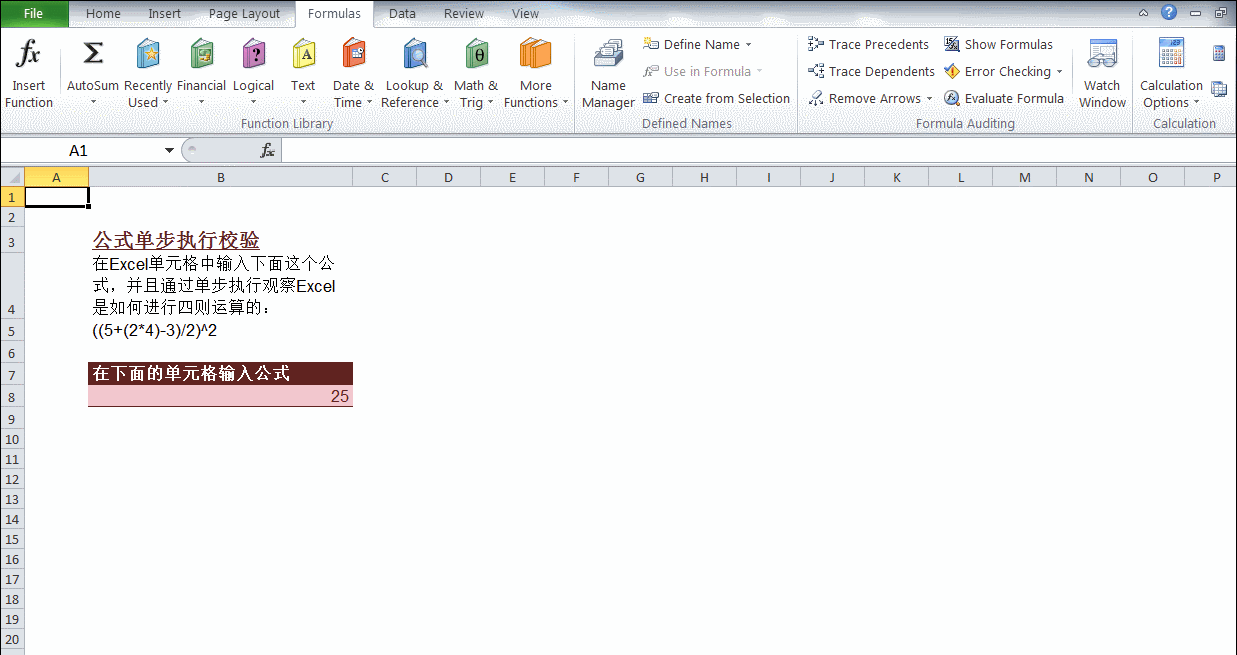 File Home Insert Page Layout Formulas Data Review View
Insert Function
AutoSum
Recently Used
Financial
Logical
Text
Date & Time
Lookup & Reference
Math & Trig
More Functions
Function Library
Name Manager
Define Name
Use in Formula
Create from Selection
Defined Names
Trace Precedents
Trace Dependents
Remove Arrows
Show Formulas
Error Checking
Evaluate Formula
Formula Auditing
Watch Window
Calculation Options
Calculation
A1 fx
A B C D E F G H I J K L M N O P
1
2
3 公式单步执行校验
在Excel单元格中输入下面这个公
式，并且通过单步执行观察Excel
4 是如何进行四则运算的：
5 ((5+(2*4)-3)/2)^2
6
7 在下面的单元格输入公式
8 25
9
10
11
12
13
14
15
16
17
18
19
20